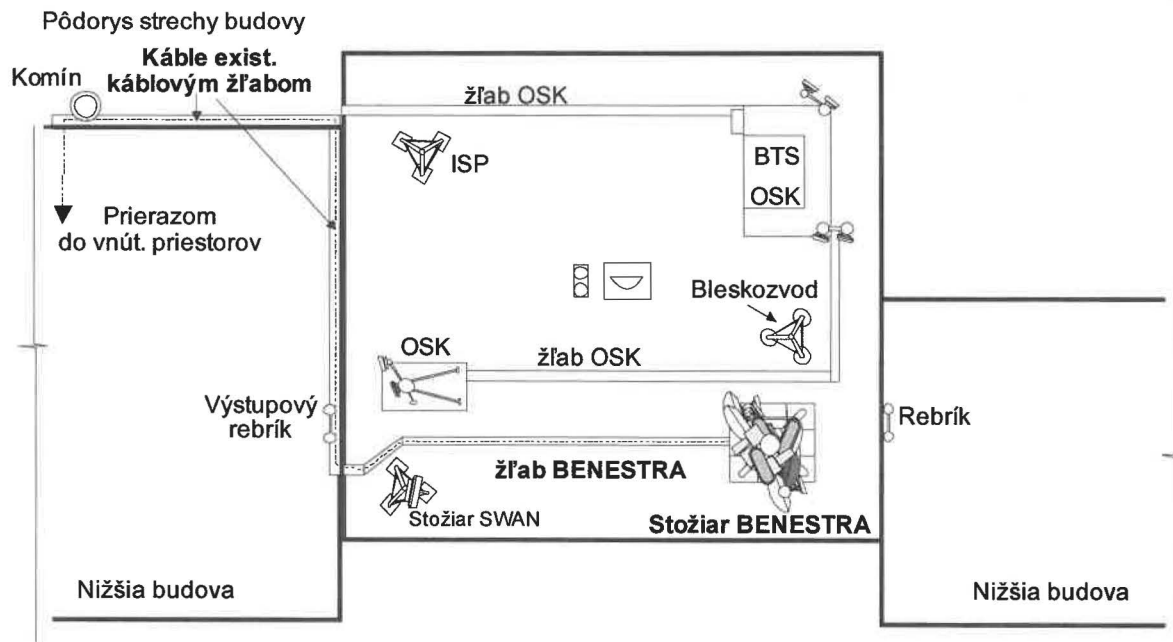 Pôdorys strechy budovy
Káble exist.
káblovým žľabom
Komín
žľab OSK
ISP
BTS
OSK
Prierazom
do vnút. priestorov
Bleskozvod
OSK
žľab OSK
Výstupový
rebrík
Rebrík
žľab BENESTRA
Stožiar SWAN
Stožiar BENESTRA
Nižšia budova
Nižšia budova